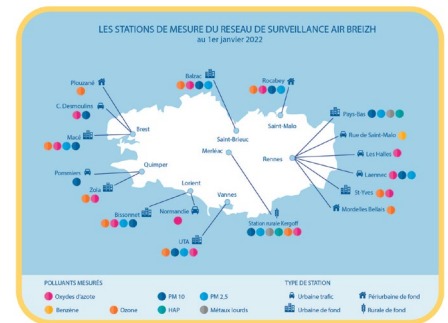 LES STATIONS DE MESURE DU RESEAU DE SURVEILLANCE AIR BREIZH
au 1er janvier 2022
Balzac
Rocabey
Plouzané
C. Desmoulins
Macé
Brest
Saint-Brieuc
Saint-Malo
Pays-Bas
Rue de Saint-Malo
Merléac
Les Halles
Quimper
Rennes
Pommiers
Laennec
Zola
Lorient
Vannes
St-Yves
Bissonnet
Normandie
Mordelles Bellais
UTA
Station rurale Kergoff
POLLUANTS MESURÉS
TYPE DE STATION
Oxydes d'azote
PM 10
PM 2,5
Urbaine trafic
Périurbaine de fond
Benzène
Ozone
HAP
Métaux lourds
Urbaine de fond
Rurale de fond